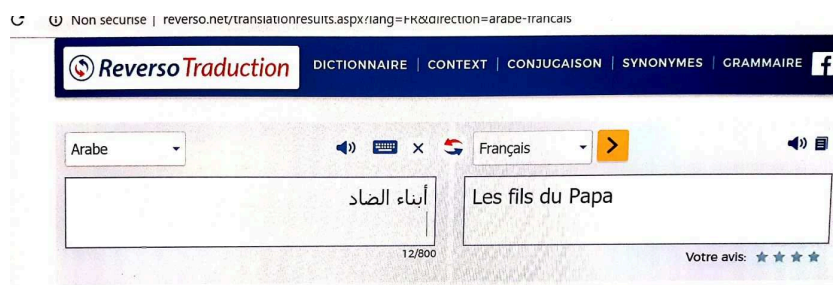 Non sécurisé | reverso.net/translationresults.aspx?lang=FR&direction=arabe-francais
Reverso Traduction DICTIONNAIRE | CONTEXT | CONJUGAISON | SYNONYMES | GRAMMAIRE f
Arabe Français
أبناء الضاد
Les fils du Papa
12/800
Votre avis: